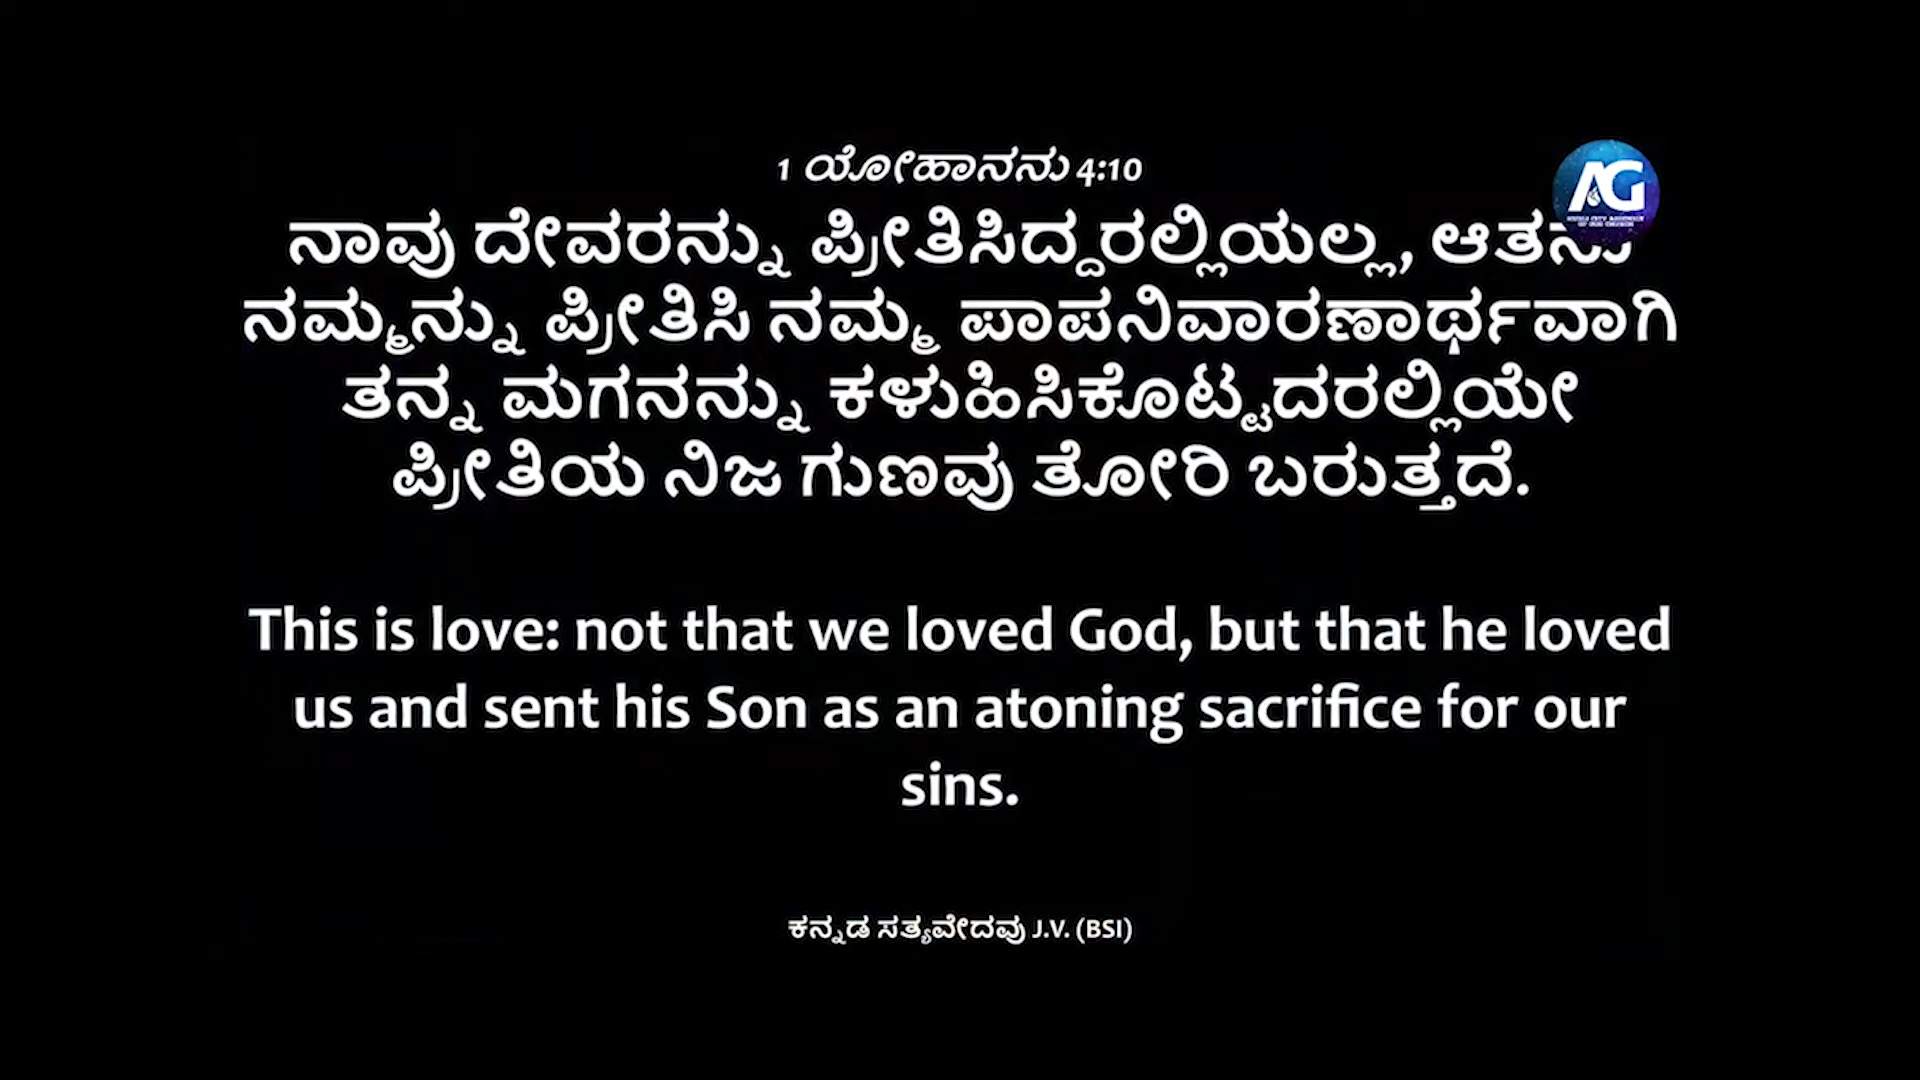 1 ಯೋಹಾನನು 4:10
AG
ನಾವು ದೇವರನ್ನು ಪ್ರೀತಿಸಿದ್ದರಲ್ಲಿಯಲ್ಲ, ಆತನು
ನಮ್ಮನ್ನು ಪ್ರೀತಿಸಿ ನಮ್ಮ ಪಾಪನಿವಾರಣಾರ್ಥವಾಗಿ
ತನ್ನ ಮಗನನ್ನು ಕಳುಹಿಸಿಕೊಟ್ಟದರಲ್ಲಿಯೇ
ಪ್ರೀತಿಯ ನಿಜ ಗುಣವು ತೋರಿ ಬರುತ್ತದೆ.
This is love: not that we loved God, but that he loved
us and sent his Son as an atoning sacrifice for our
sins.
ಕನ್ನಡ ಸತ್ಯವೇದವು J.V. (BSI)